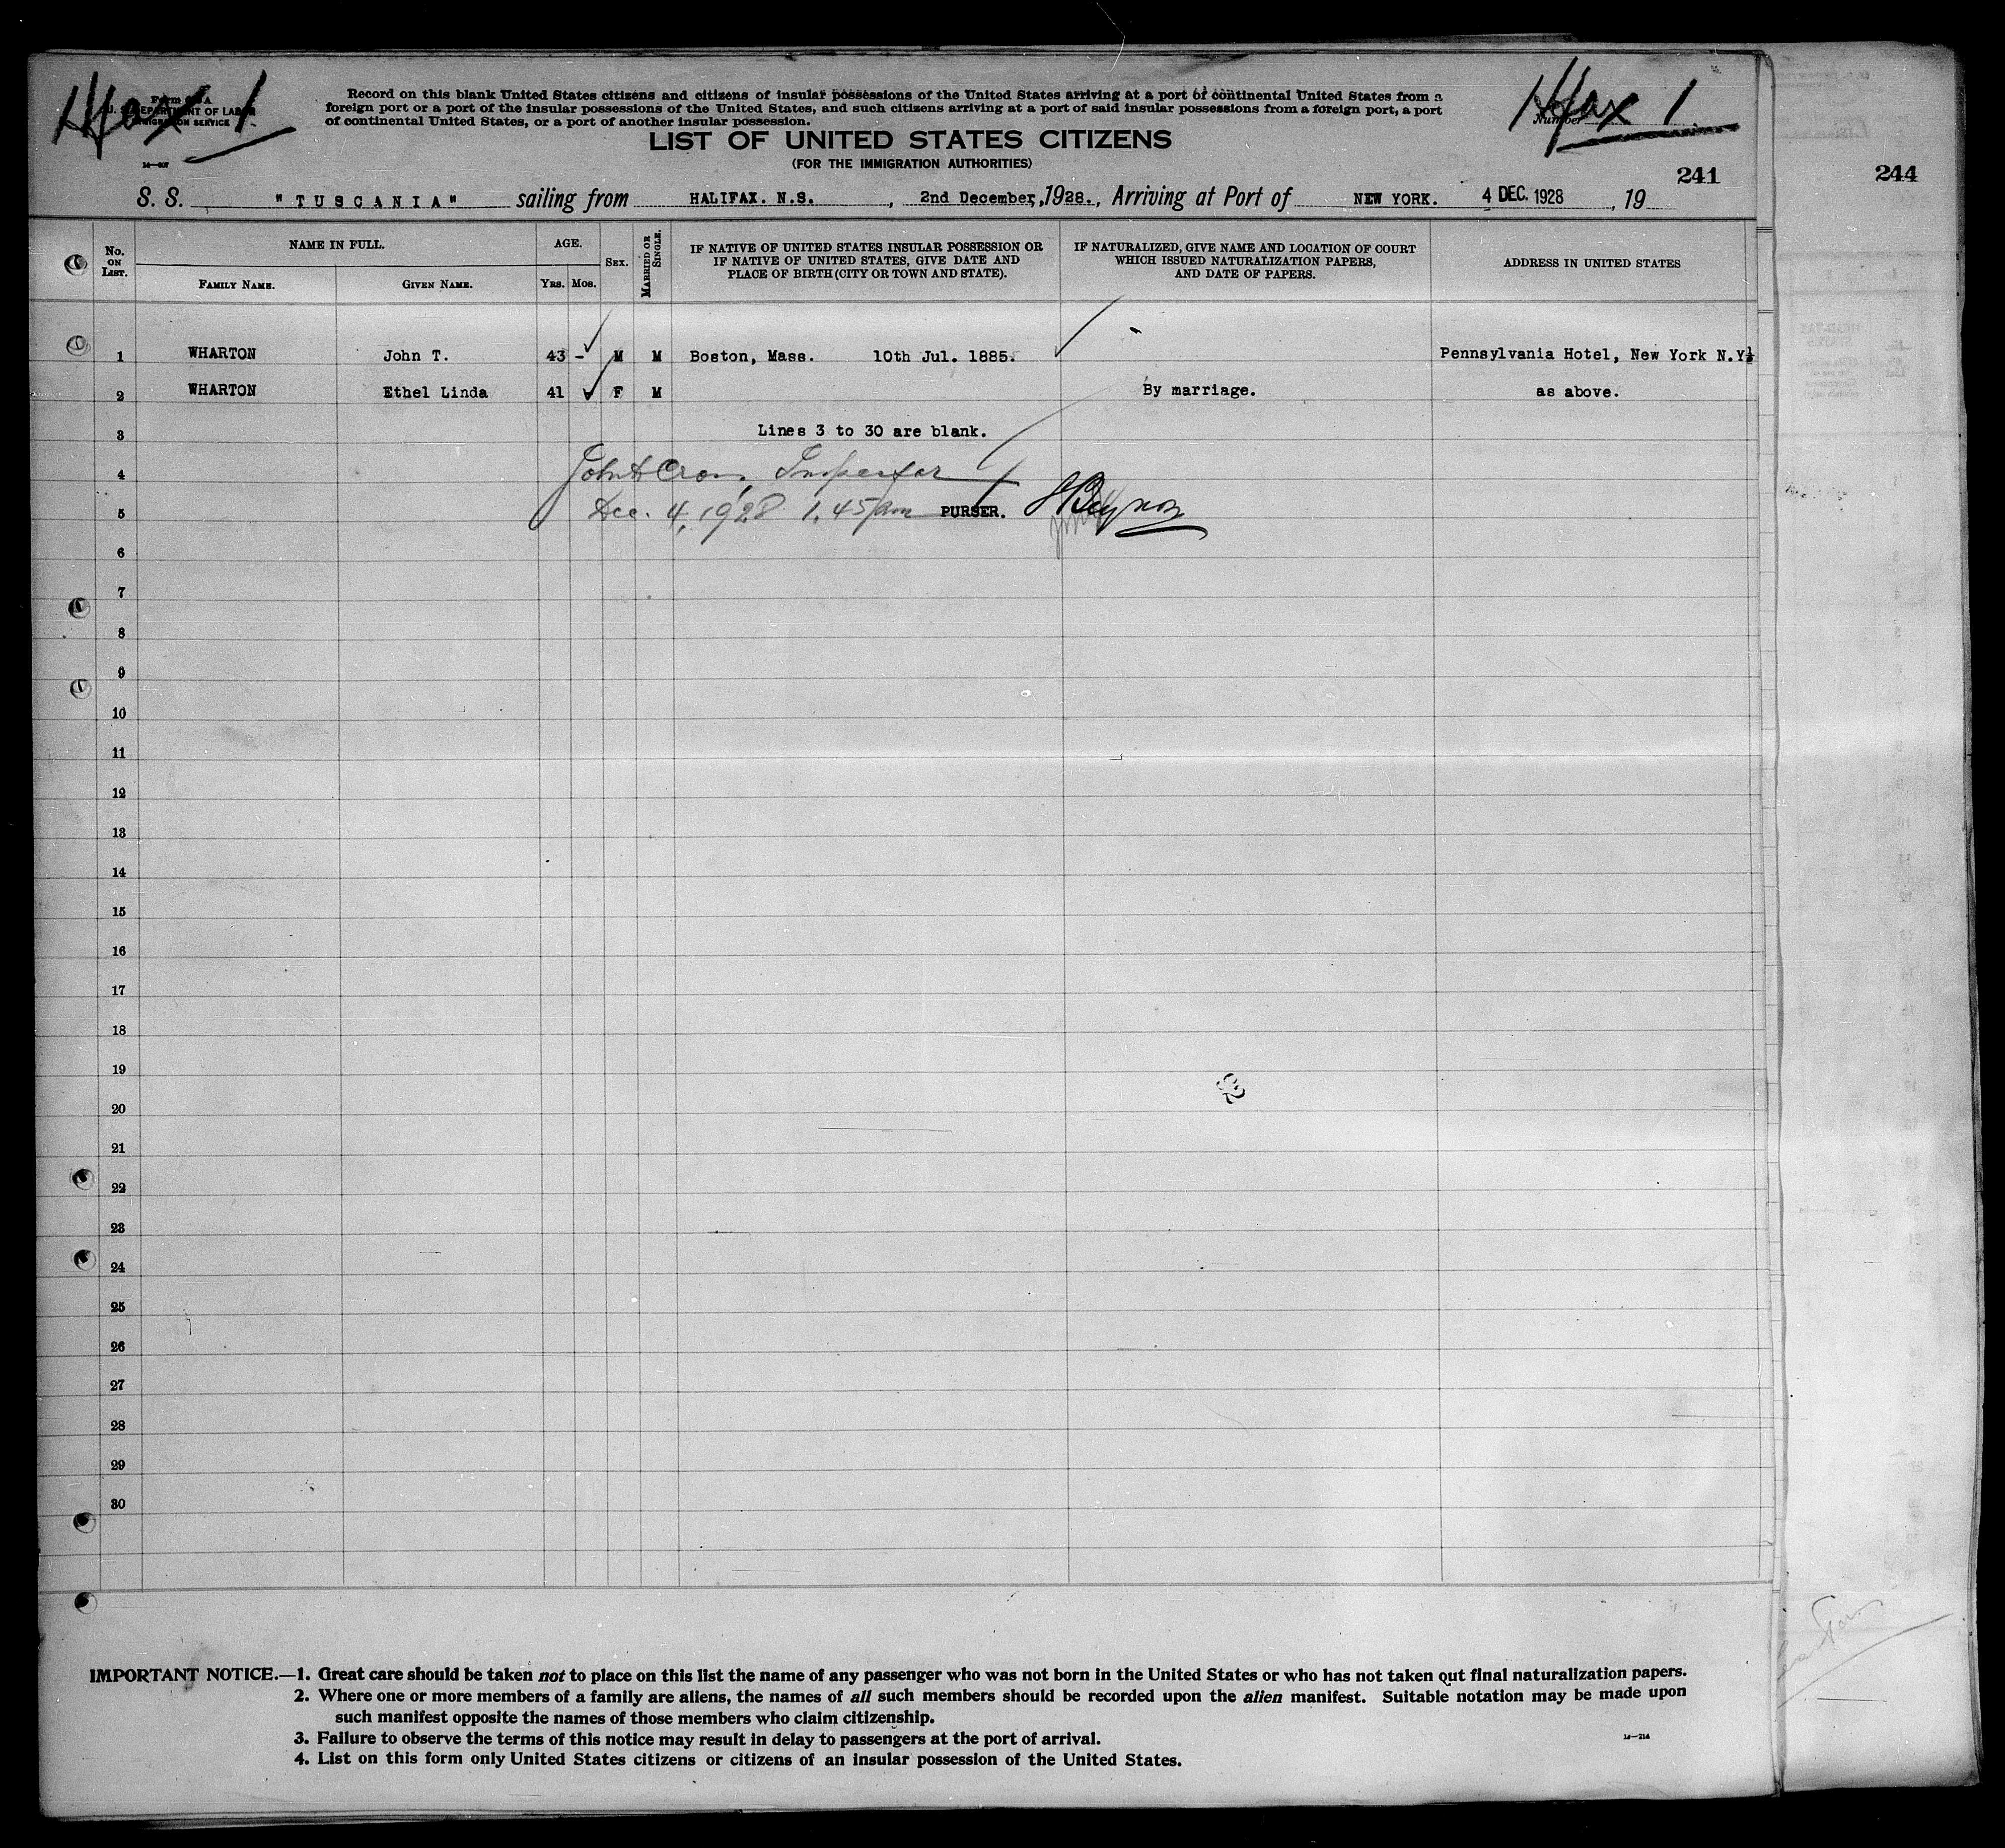 Hfax 1
Record on this blank United States citizens and citizens of insular possessions of the United States arriving at a port of continental United States from a
foreign port or a port of the insular possessions of the United States, and such citizens arriving at a port of said insular possessions from a foreign port, a port
of continental United States, or a port of another insular possession.
Hfax 1
Number
LIST OF UNITED STATES CITIZENS
(FOR THE IMMIGRATION AUTHORITIES)
241
244
S. S. "TUSCANIA" sailing from HALIFAX. N.S. , 2nd December, 1928., Arriving at Port of NEW YORK. 4 DEC. 1928 , 19
No. ON LIST.
NAME IN FULL.
FAMILY NAME.
GIVEN NAME.
AGE.
YRS. MOS.
SEX.
MARRIED OR SINGLE.
IF NATIVE OF UNITED STATES INSULAR POSSESSION OR
IF NATIVE OF UNITED STATES, GIVE DATE AND
PLACE OF BIRTH (CITY OR TOWN AND STATE).
IF NATURALIZED, GIVE NAME AND LOCATION OF COURT
WHICH ISSUED NATURALIZATION PAPERS,
AND DATE OF PAPERS.
ADDRESS IN UNITED STATES
1 WHARTON John T. 43 - M M Boston, Mass. 10th Jul. 1885. Pennsylvania Hotel, New York N.Y.
2 WHARTON Ethel Linda 41 F M By marriage. as above.
3 Lines 3 to 30 are blank.
4 Inspector
5 Dec. 4, 1928 1.45 am PURSER.
6
7
8
9
10
11
12
13
14
15
16
17
18
19
20
21
22
23
24
25
26
27
28
29
30
IMPORTANT NOTICE.—1. Great care should be taken not to place on this list the name of any passenger who was not born in the United States or who has not taken out final naturalization papers.
2. Where one or more members of a family are aliens, the names of all such members should be recorded upon the alien manifest. Suitable notation may be made upon
such manifest opposite the names of those members who claim citizenship.
3. Failure to observe the terms of this notice may result in delay to passengers at the port of arrival.
4. List on this form only United States citizens or citizens of an insular possession of the United States.
14—214